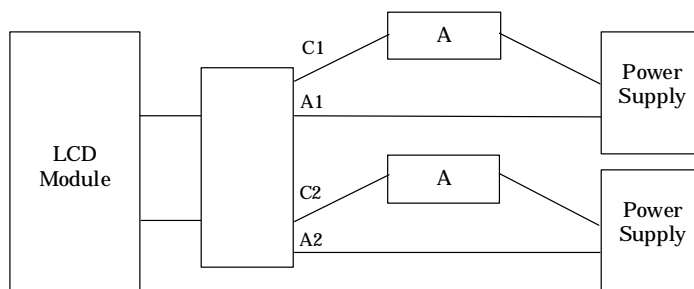 C1
A
Power
Supply
A1
LCD
Module
C2
A
Power
Supply
A2